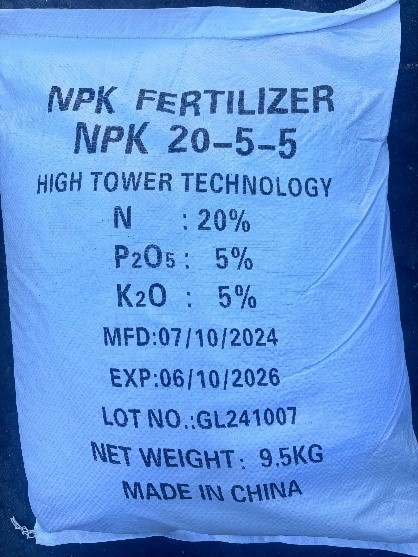 NPK FERTILIZER
NPK 20-5-5
HIGH TOWER TECHNOLOGY
N : 20%
P2O5 : 5%
K2O : 5%
MFD:07/10/2024
EXP:06/10/2026
LOT NO.:GL241007
NET WEIGHT: 9.5KG
MADE IN CHINA